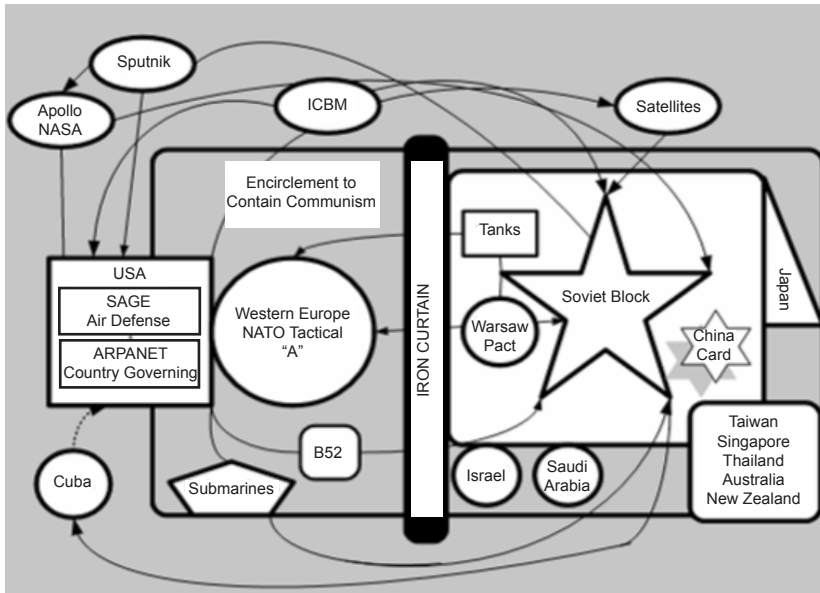 Sputnik
Apollo
NASA
ICBM
Satellites
Encirclement to
Contain Communism
Tanks
USA
SAGE
Air Defense
ARPANET
Country Governing
Western Europe
NATO Tactical
“A”
IRON CURTAIN
Warsaw
Pact
Soviet Block
China
Card
Japan
Cuba
Submarines
B52
Israel
Saudi
Arabia
Taiwan
Singapore
Thailand
Australia
New Zealand